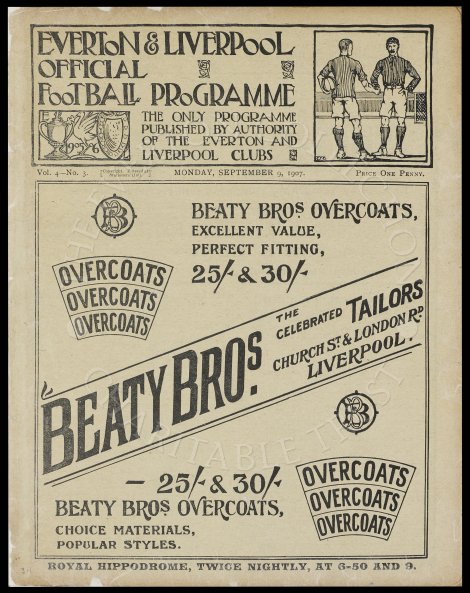 EVERTON & LIVERPOOL
OFFICIAL
FOOTBALL PROGRAMME
THE ONLY PROGRAMME
PUBLISHED BY AUTHORITY
OF THE EVERTON AND
LIVERPOOL CLUBS
1905-6
Vol. 4—No. 3.
MONDAY, SEPTEMBER 9, 1907.
PRICE ONE PENNY.
BEATY BROS OVERCOATS,
EXCELLENT VALUE,
PERFECT FITTING,
25/- & 30/-
OVERCOATS
OVERCOATS
OVERCOATS
BEATY BROS.
THE
CELEBRATED TAILORS
CHURCH ST & LONDON RD
LIVERPOOL.
— 25/- & 30/-
BEATY BROS OVERCOATS,
CHOICE MATERIALS,
POPULAR STYLES.
OVERCOATS
OVERCOATS
OVERCOATS
ROYAL HIPPODROME, TWICE NIGHTLY, AT 6-50 AND 9.